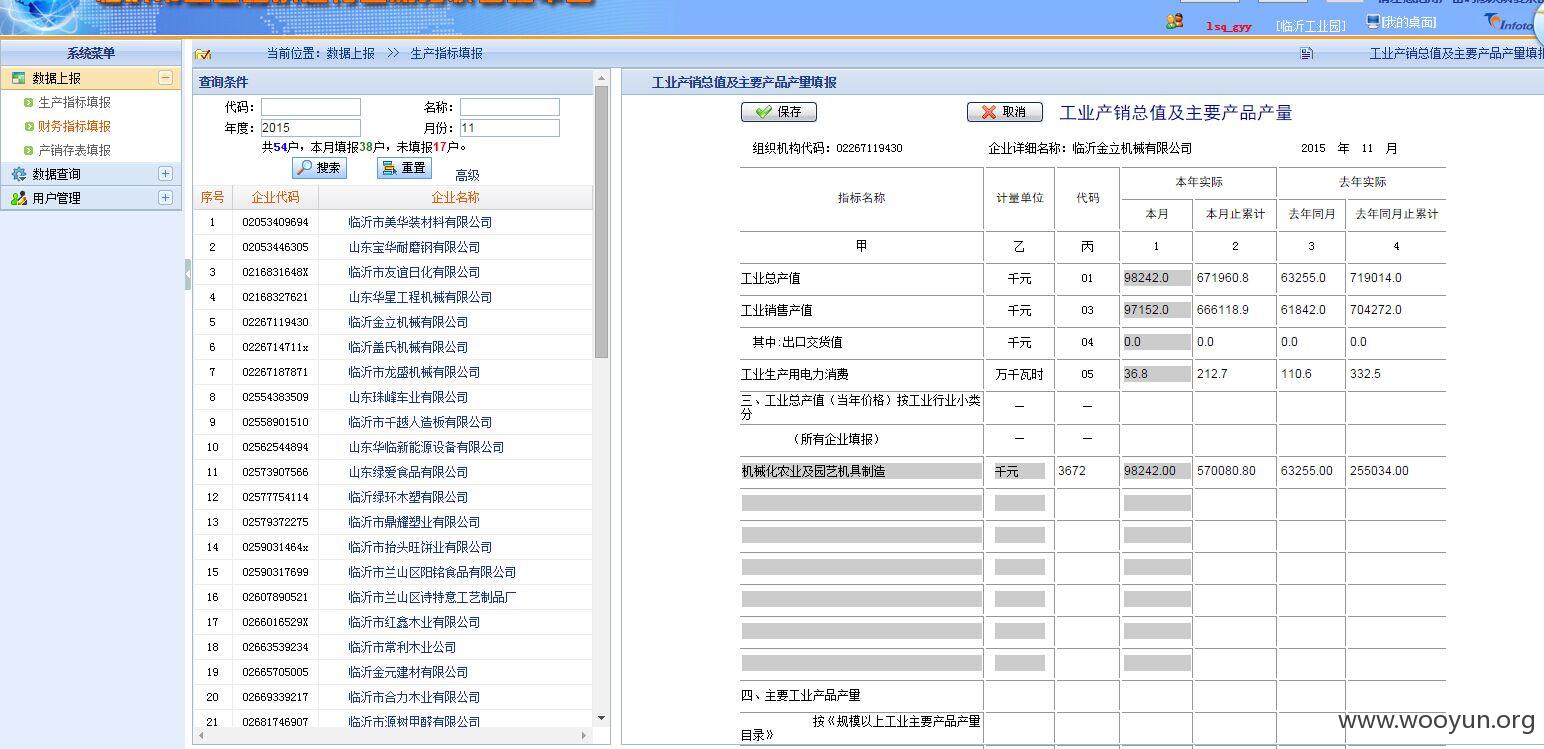 lsq_gyy [临沂工业园] [我的桌面]
系统菜单
当前位置：数据上报 >> 生产指标填报
工业产销总值及主要产品产量填报
数据上报
生产指标填报
财务指标填报
产销存表填报
数据查询
用户管理
查询条件
代码： 名称：
年度：2015 月份：11
共54户，本月填报38户，未填报17户。
搜索 重置 高级
序号 企业代码 企业名称
1 02053409694 临沂市美华装材料有限公司
2 02053446305 山东宝华耐磨钢有限公司
3 0216831648X 临沂市友谊日化有限公司
4 02168327621 山东华星工程机械有限公司
5 02267119430 临沂金立机械有限公司
6 0226714711x 临沂盖氏机械有限公司
7 02267187871 临沂市龙盛机械有限公司
8 02554383509 山东珠峰车业有限公司
9 02558901510 临沂市千越人造板有限公司
10 02562544894 山东华临新能源设备有限公司
11 02573907566 山东绿爱食品有限公司
12 02577754114 临沂绿环木塑有限公司
13 02579372275 临沂市鼎耀塑业有限公司
14 0259031464x 临沂市抬头旺饼业有限公司
15 02590317699 临沂市兰山区阳铭食品有限公司
16 02607890521 临沂市兰山区诗特意工艺制品厂
17 0266016529X 临沂市红鑫木业有限公司
18 02663539234 临沂市常利木业公司
19 02665705005 临沂金元建材有限公司
20 02669339217 临沂市合力木业有限公司
21 02681746907 临沂市源树甲醛有限公司
工业产销总值及主要产品产量填报
保存 取消 工业产销总值及主要产品产量
组织机构代码：02267119430 企业详细名称：临沂金立机械有限公司 2015 年 11 月
指标名称 计量单位 代码 本年实际 去年实际
本月 本月止累计 去年同月 去年同月止累计
甲 乙 丙 1 2 3 4
工业总产值 千元 01 98242.0 671960.8 63255.0 719014.0
工业销售产值 千元 03 97152.0 666118.9 61842.0 704272.0
其中:出口交货值 千元 04 0.0 0.0 0.0 0.0
工业生产用电力消费 万千瓦时 05 36.8 212.7 110.6 332.5
三、工业总产值（当年价格）按工业行业小类
分 — —
（所有企业填报） — —
机械化农业及园艺机具制造 千元 3672 98242.00 570080.80 63255.00 255034.00
四、主要工业产品产量
按《规模以上工业主要产品产量
目录》
www.wooyun.org